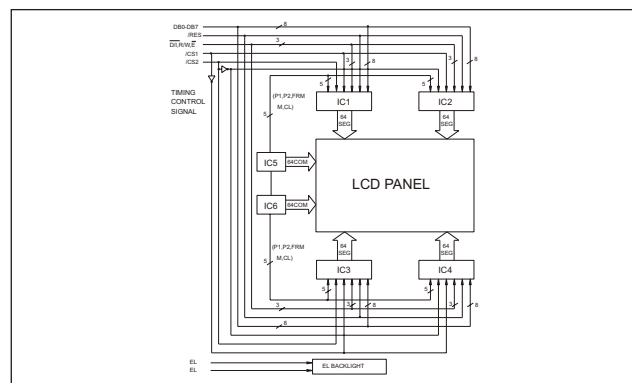 DB0-DB7
8
/RES
D/I,R/W,E
3
/CS1
/CS2
3
8
3
8
TIMING
CONTROL
SIGNAL
(P1,P2,FRM
M,CL)
5
5
5
IC1
IC2
64
SEG
64
SEG
IC5
64COM
LCD PANEL
IC6
64COM
(P1,P2,FRM
M,CL)
5
64
SEG
64
SEG
IC3
IC4
5
8
5
3
8
3
3
8
EL
EL
EL BACKLIGHT